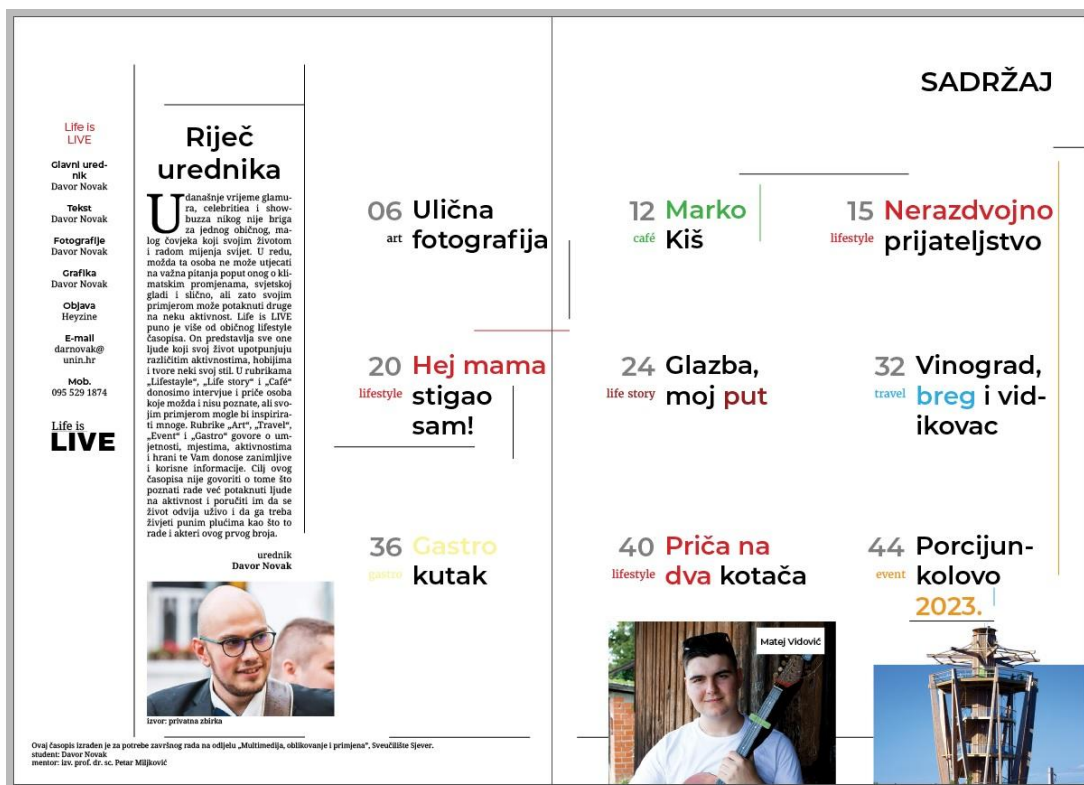 Life is
LIVE
Glavni ured-
nik
Davor Novak
Tekst
Davor Novak
Fotografije
Davor Novak
Grafika
Davor Novak
Objava
Heyzine
E-mail
darnovak@
unin.hr
Mob.
095 529 1874
Life is
LIVE
Riječ
urednika
U današnje vrijeme glamu-
ra, celebritiea i show-
buzza nikog nije briga
za jednog običnog, ma-
log čovjeka koji svojim životom
i radom mijenja svijet. U redu,
možda ta osoba ne može utjecati
na važna pitanja poput onog o kli-
matskim promjenama, svjetskoj
gladi i slično, ali zato svojim
primjerom može potaknuti druge
na neku aktivnost. Life is LIVE
puno je više od običnog lifestyle
časopisa. On predstavlja sve one
ljude koji svoj život upotpunjuju
različitim aktivnostima, hobijima
i tvore neki svoj stil. U rubrikama
„Lifestayle“, „Life story“ i „Café“
donosimo intervjue i priče osoba
koje možda i nisu poznate, ali svo-
jim primjerom mogle bi inspirira-
ti mnoge. Rubrike „Art“, „Travel“,
„Event“ i „Gastro“ govore o um-
jetnosti, mjestima, aktivnostima
i hrani te Vam donose zanimljive
i korisne informacije. Cilj ovog
časopisa nije govoriti o tome što
poznati rade već potaknuti ljude
na aktivnost i poručiti im da se
život odvija uživo i da ga treba
živjeti punim plućima kao što to
rade i akteri ovog prvog broja.
urednik
Davor Novak
Izvor: privatna zbirka
Ovaj časopis izrađen je za potrebe završnog rada na odijelu „Multimedija, oblikovanje i primjena“, Sveučilište Sjever.
student: Davor Novak
mentor: izv. prof. dr. sc. Petar Miljković
SADRŽAJ
06 Ulična
art fotografija
12 Marko
café Kiš
15 Nerazdvojno
lifestyle prijateljstvo
20 Hej mama
lifestyle stigao
sam!
24 Glazba,
life story moj put
32 Vinograd,
travel breg i vid-
ikovac
36 Gastro
gastro kutak
40 Priča na
lifestyle dva kotača
44 Porcijun-
event kolovo
2023.
Matej Vidović